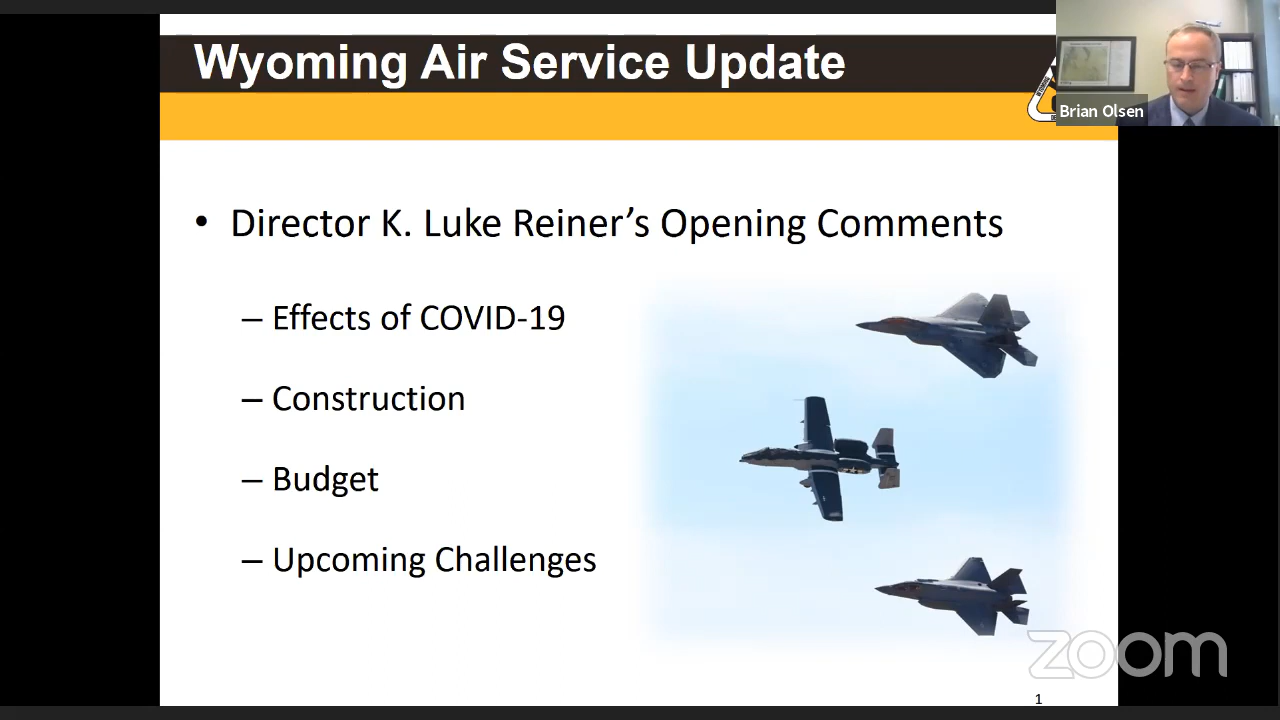 Wyoming Air Service Update
Brian Olsen
• Director K. Luke Reiner’s Opening Comments
– Effects of COVID-19
– Construction
– Budget
– Upcoming Challenges
zoom
1